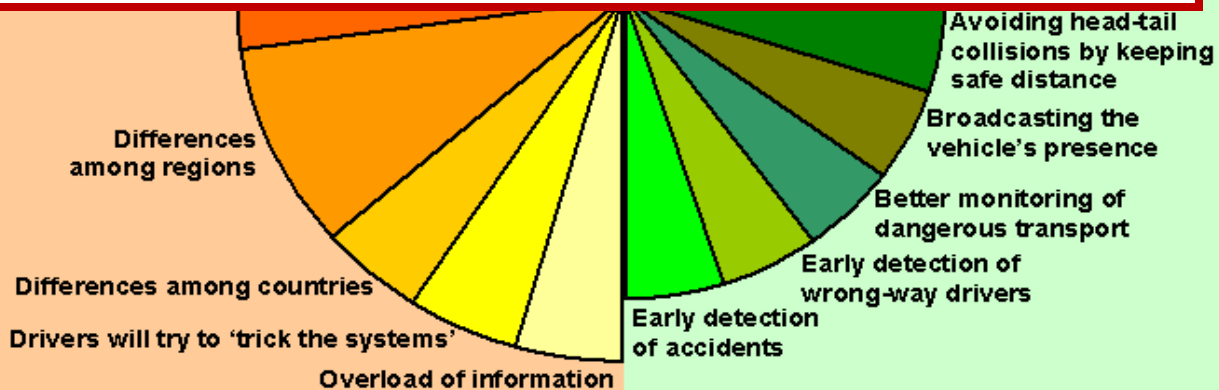 Avoiding head-tail
collisions by keeping
safe distance
Broadcasting the
vehicle's presence
Differences
among regions
Better monitoring of
dangerous transport
Early detection of
wrong-way drivers
Differences among countries
Early detection
of accidents
Drivers will try to ‘trick the systems’
Overload of information